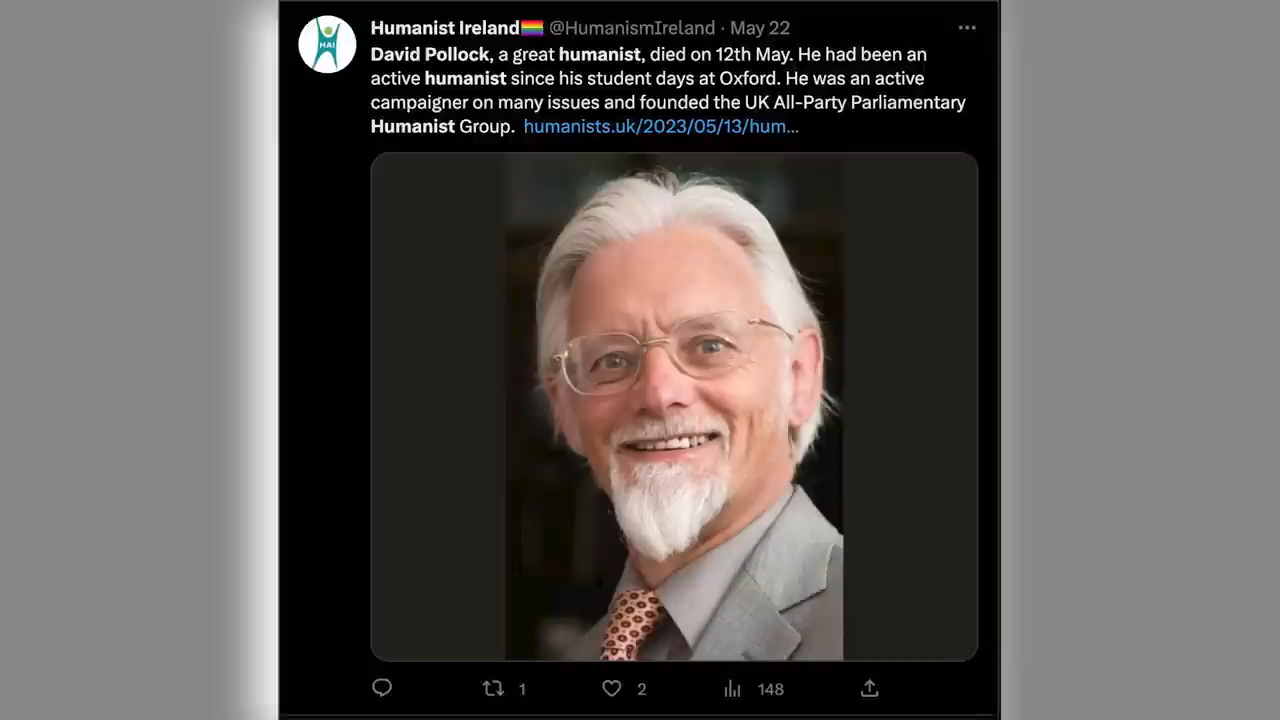 HAI
Humanist Ireland🏳️‍🌈 @HumanismIreland · May 22
David Pollock, a great humanist, died on 12th May. He had been an
active humanist since his student days at Oxford. He was an active
campaigner on many issues and founded the UK All-Party Parliamentary
Humanist Group. humanists.uk/2023/05/13/hum...
1 2 148